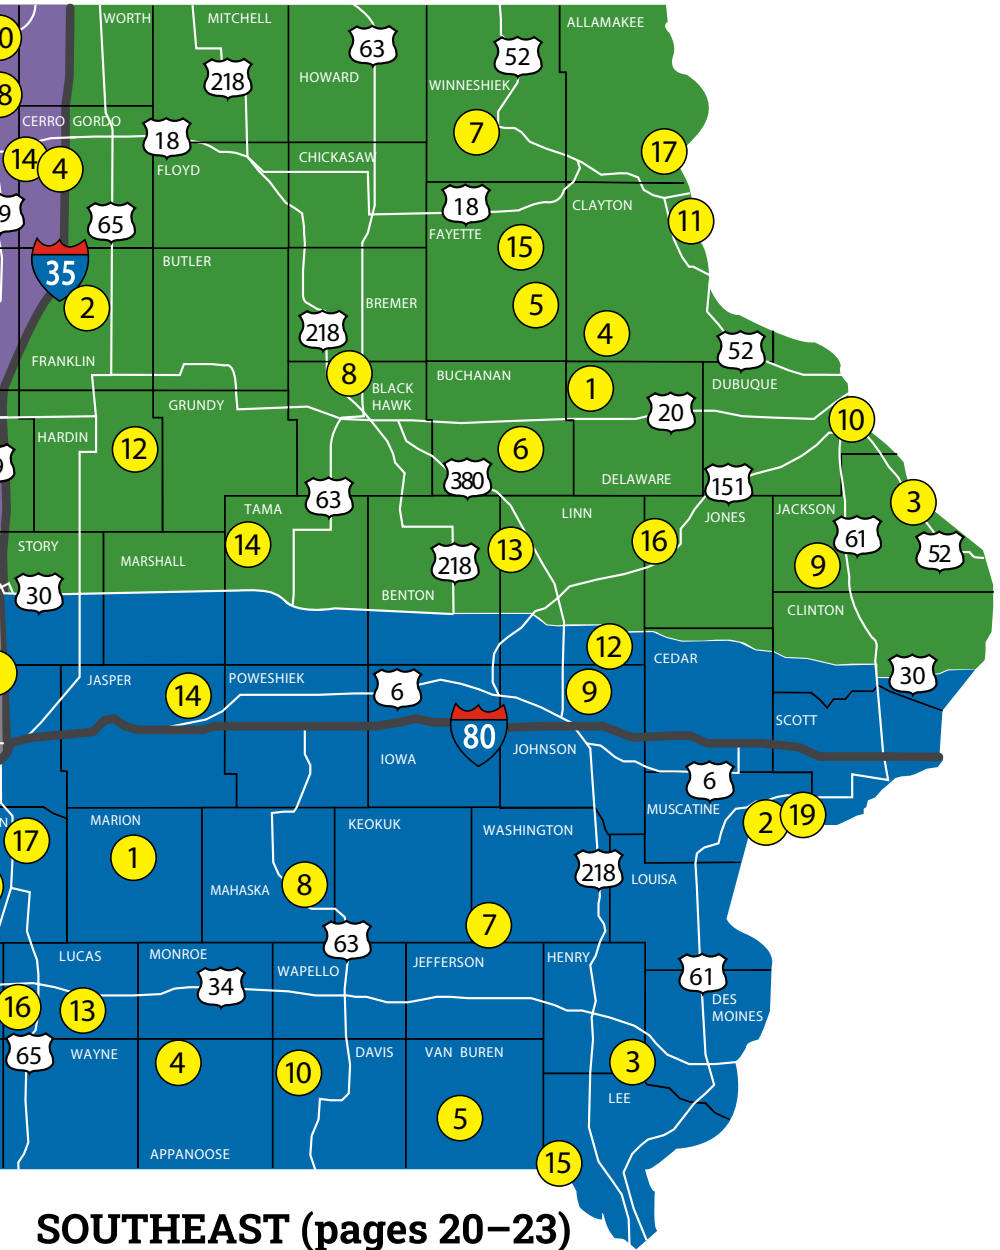 WORTH
MITCHELL
ALLAMAKEE
0
63
52
218
HOWARD
WINNESHIEK
8
CERRO GORDO
18
7
17
14
4
FLOYD
CHICKASAW
9
65
18
CLAYTON
11
FAYETTE
15
35
BUTLER
2
BREMER
5
218
4
52
FRANKLIN
8
BLACK
HAWK
BUCHANAN
1
DUBUQUE
GRUNDY
20
10
HARDIN
12
6
380
DELAWARE
151
63
TAMA
LINN
JONES
JACKSON
3
STORY
14
13
16
61
52
MARSHALL
218
9
30
BENTON
CLINTON
12
CEDAR
30
JASPER
14
POWESHIEK
6
9
SCOTT
80
JOHNSON
IOWA
6
MUSCATINE
2
19
N
17
MARION
1
KEOKUK
WASHINGTON
MAHASKA
8
218
LOUISA
7
63
LUCAS
MONROE
WAPELLO
JEFFERSON
HENRY
34
61
DES
MOINES
16
13
65
WAYNE
4
10
DAVIS
VAN BUREN
3
LEE
5
APPANOOSE
15
SOUTHEAST (pages 20–23)